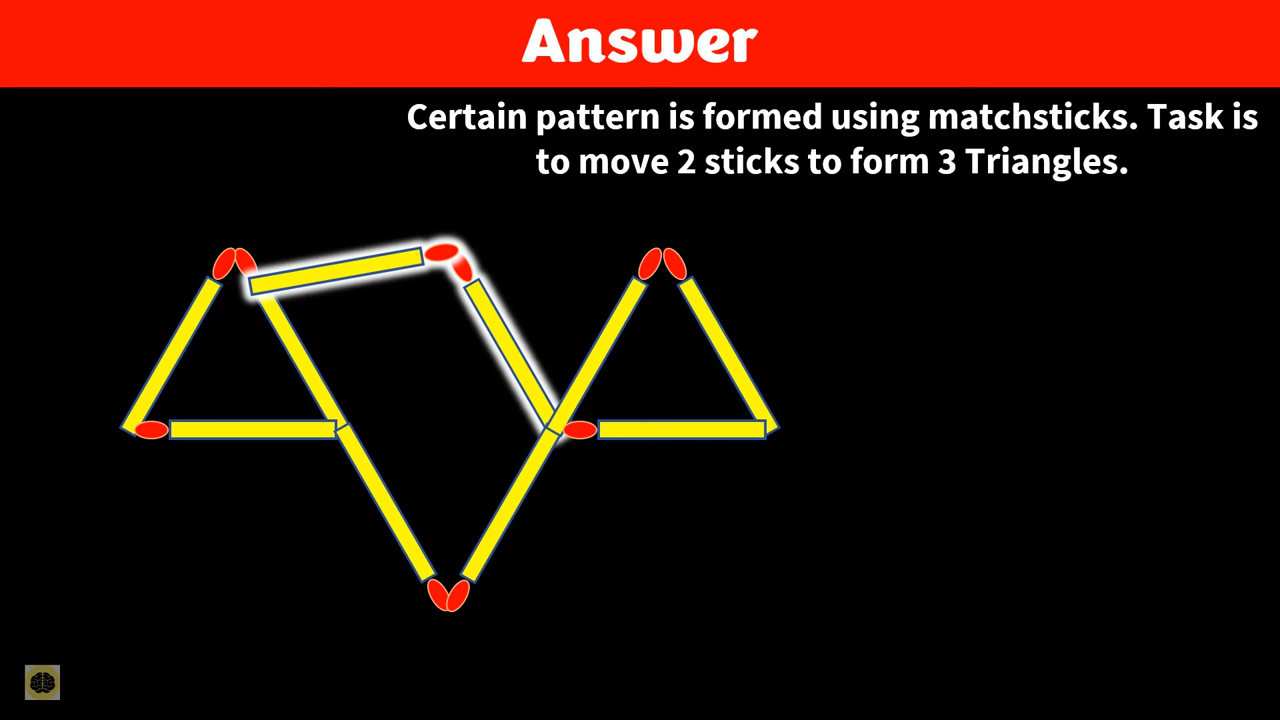 Answer
Certain pattern is formed using matchsticks. Task is
to move 2 sticks to form 3 Triangles.